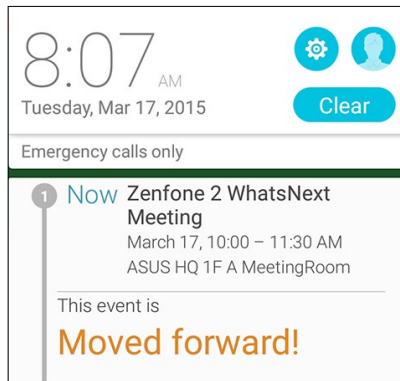 8:07 AM
Tuesday, Mar 17, 2015
Clear
Emergency calls only
1 Now Zenfone 2 WhatsNext
Meeting
March 17, 10:00 – 11:30 AM
ASUS HQ 1F A MeetingRoom
This event is
Moved forward!